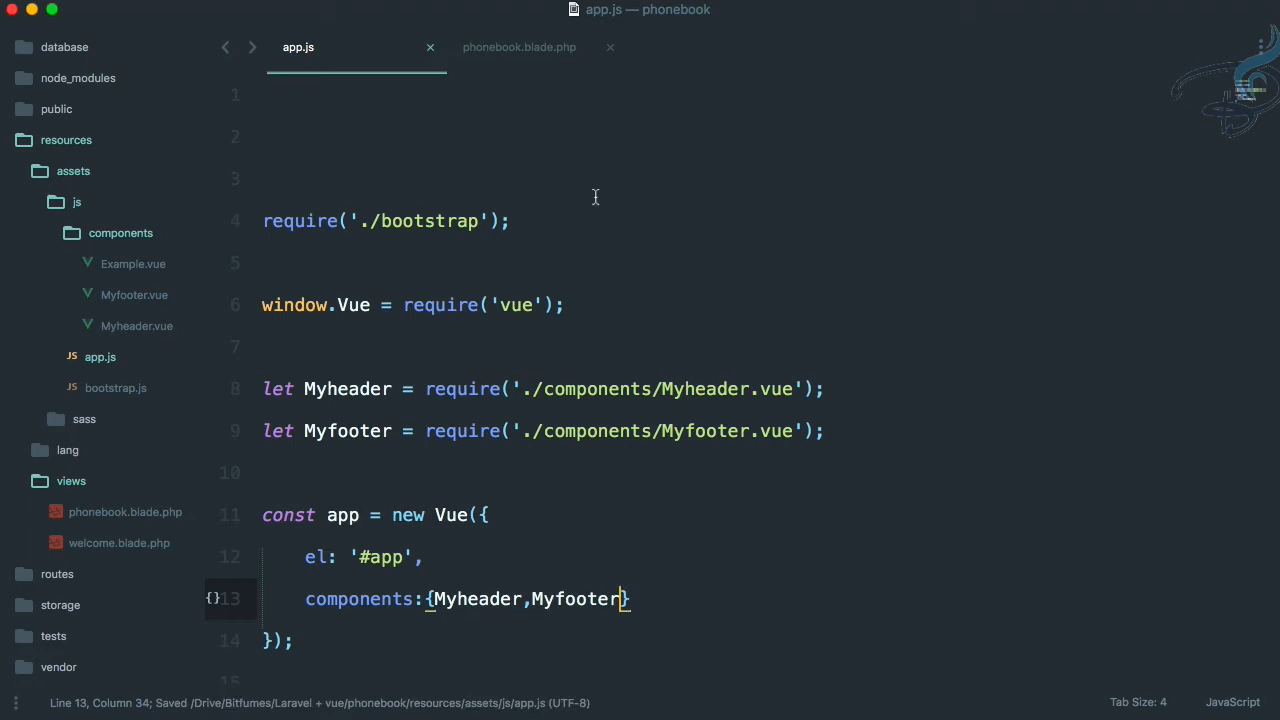 app.js — phonebook
database
node_modules
public
resources
assets
js
components
Example.vue
Myfooter.vue
Myheader.vue
app.js
bootstrap.js
sass
lang
views
phonebook.blade.php
welcome.blade.php
routes
storage
tests
vendor
app.js × phonebook.blade.php ×
1
2
3
4 require('./bootstrap');
5
6 window.Vue = require('vue');
7
8 let Myheader = require('./components/Myheader.vue');
9 let Myfooter = require('./components/Myfooter.vue');
10
11 const app = new Vue({
12 el: '#app',
{} 13 components:{Myheader,Myfooter}
14 });
15
Line 13, Column 34; Saved /Drive/Bitfumes/Laravel + vue/phonebook/resources/assets/js/app.js (UTF-8) Tab Size: 4 JavaScript